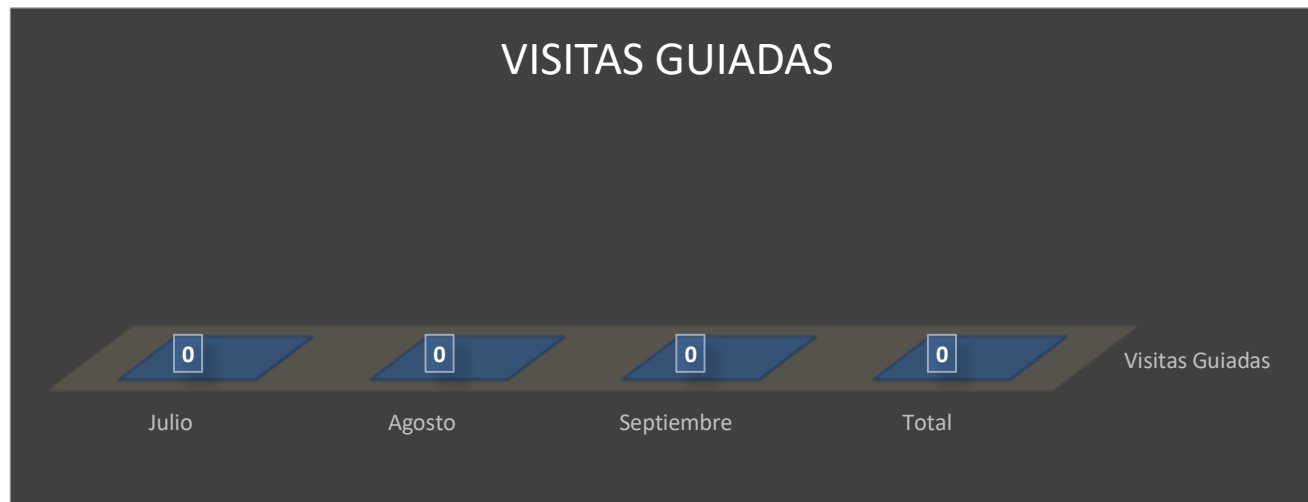 VISITAS GUIADAS
0 0 0 0
Visitas Guiadas
Julio Agosto Septiembre Total